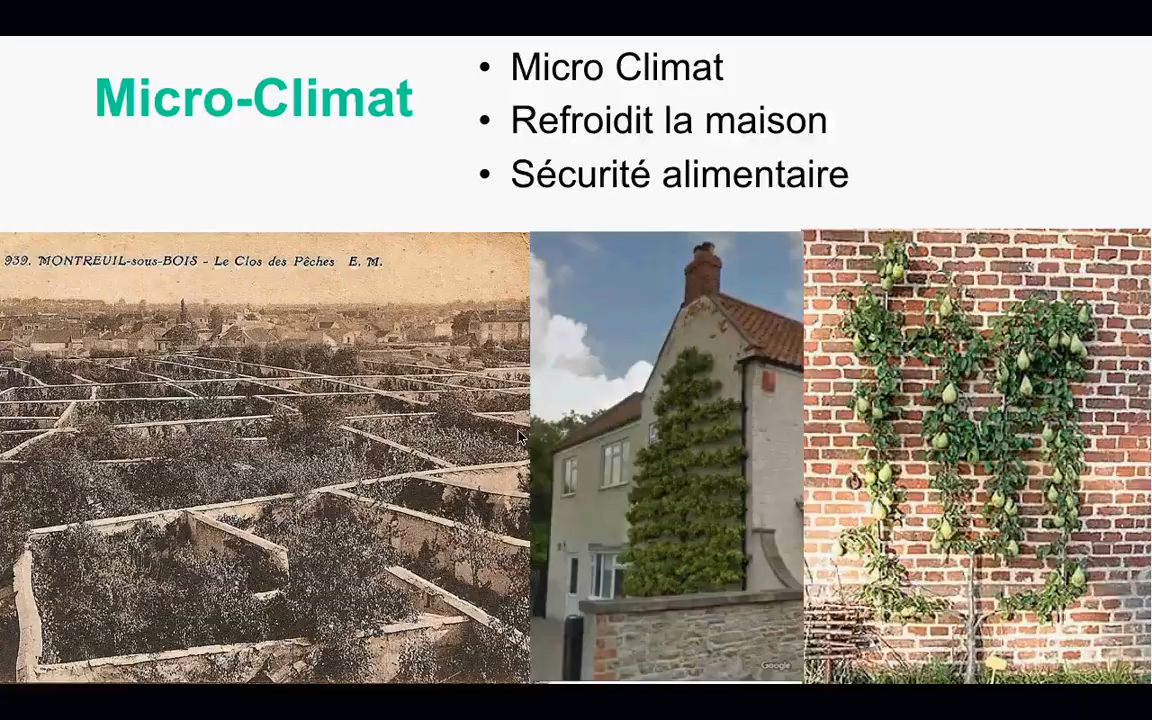 Micro-Climat
• Micro Climat
• Refroidit la maison
• Sécurité alimentaire
939. MONTREUIL-sous-BOIS - Le Clos des Pêches E. M.
Google